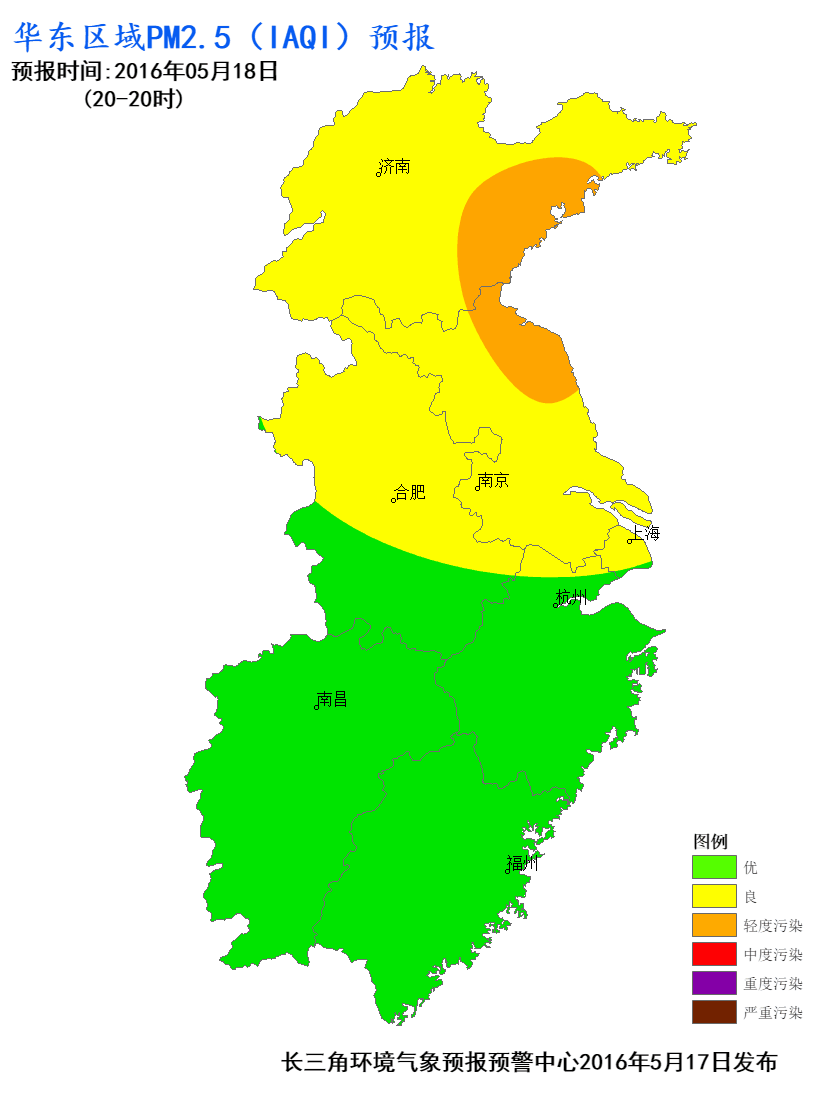 华东区域PM2.5（IAQI）预报
预报时间:2016年05月18日
(20-20时)
济南
合肥
南京
上海
杭州
南昌
福州
图例
优
良
轻度污染
中度污染
重度污染
严重污染
长三角环境气象预报预警中心2016年5月17日发布